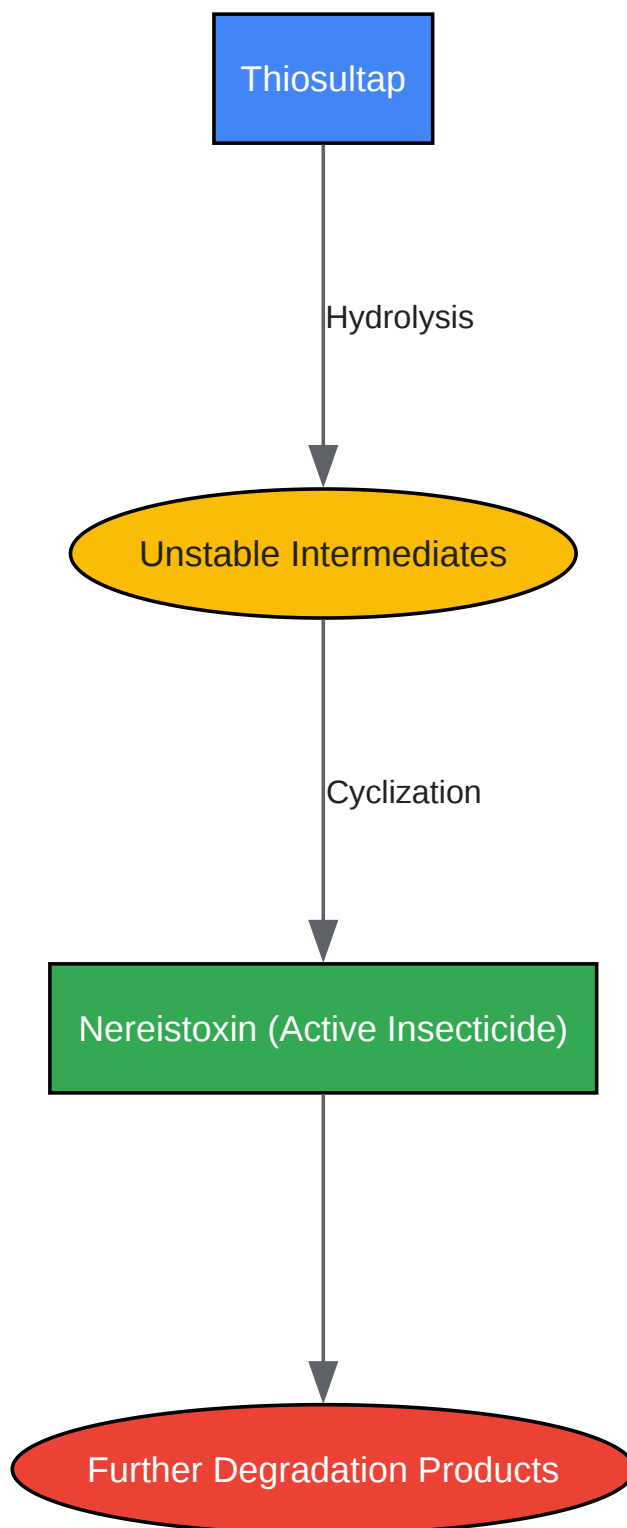 Thiosultap
Hydrolysis
Unstable Intermediates
Cyclization
Nereistoxin (Active Insecticide)
Further Degradation Products